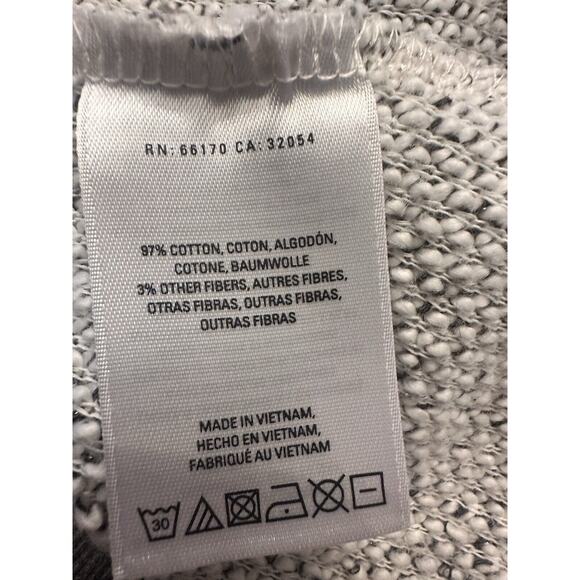 RN: 66170 CA: 32054
97% COTTON, COTON, ALGODÓN,
COTONE, BAUMWOLLE
3% OTHER FIBERS, AUTRES FIBRES,
OTRAS FIBRAS, OUTRAS FIBRAS,
OUTRAS FIBRAS
MADE IN VIETNAM,
HECHO EN VIETNAM,
FABRIQUÉ AU VIETNAM
30